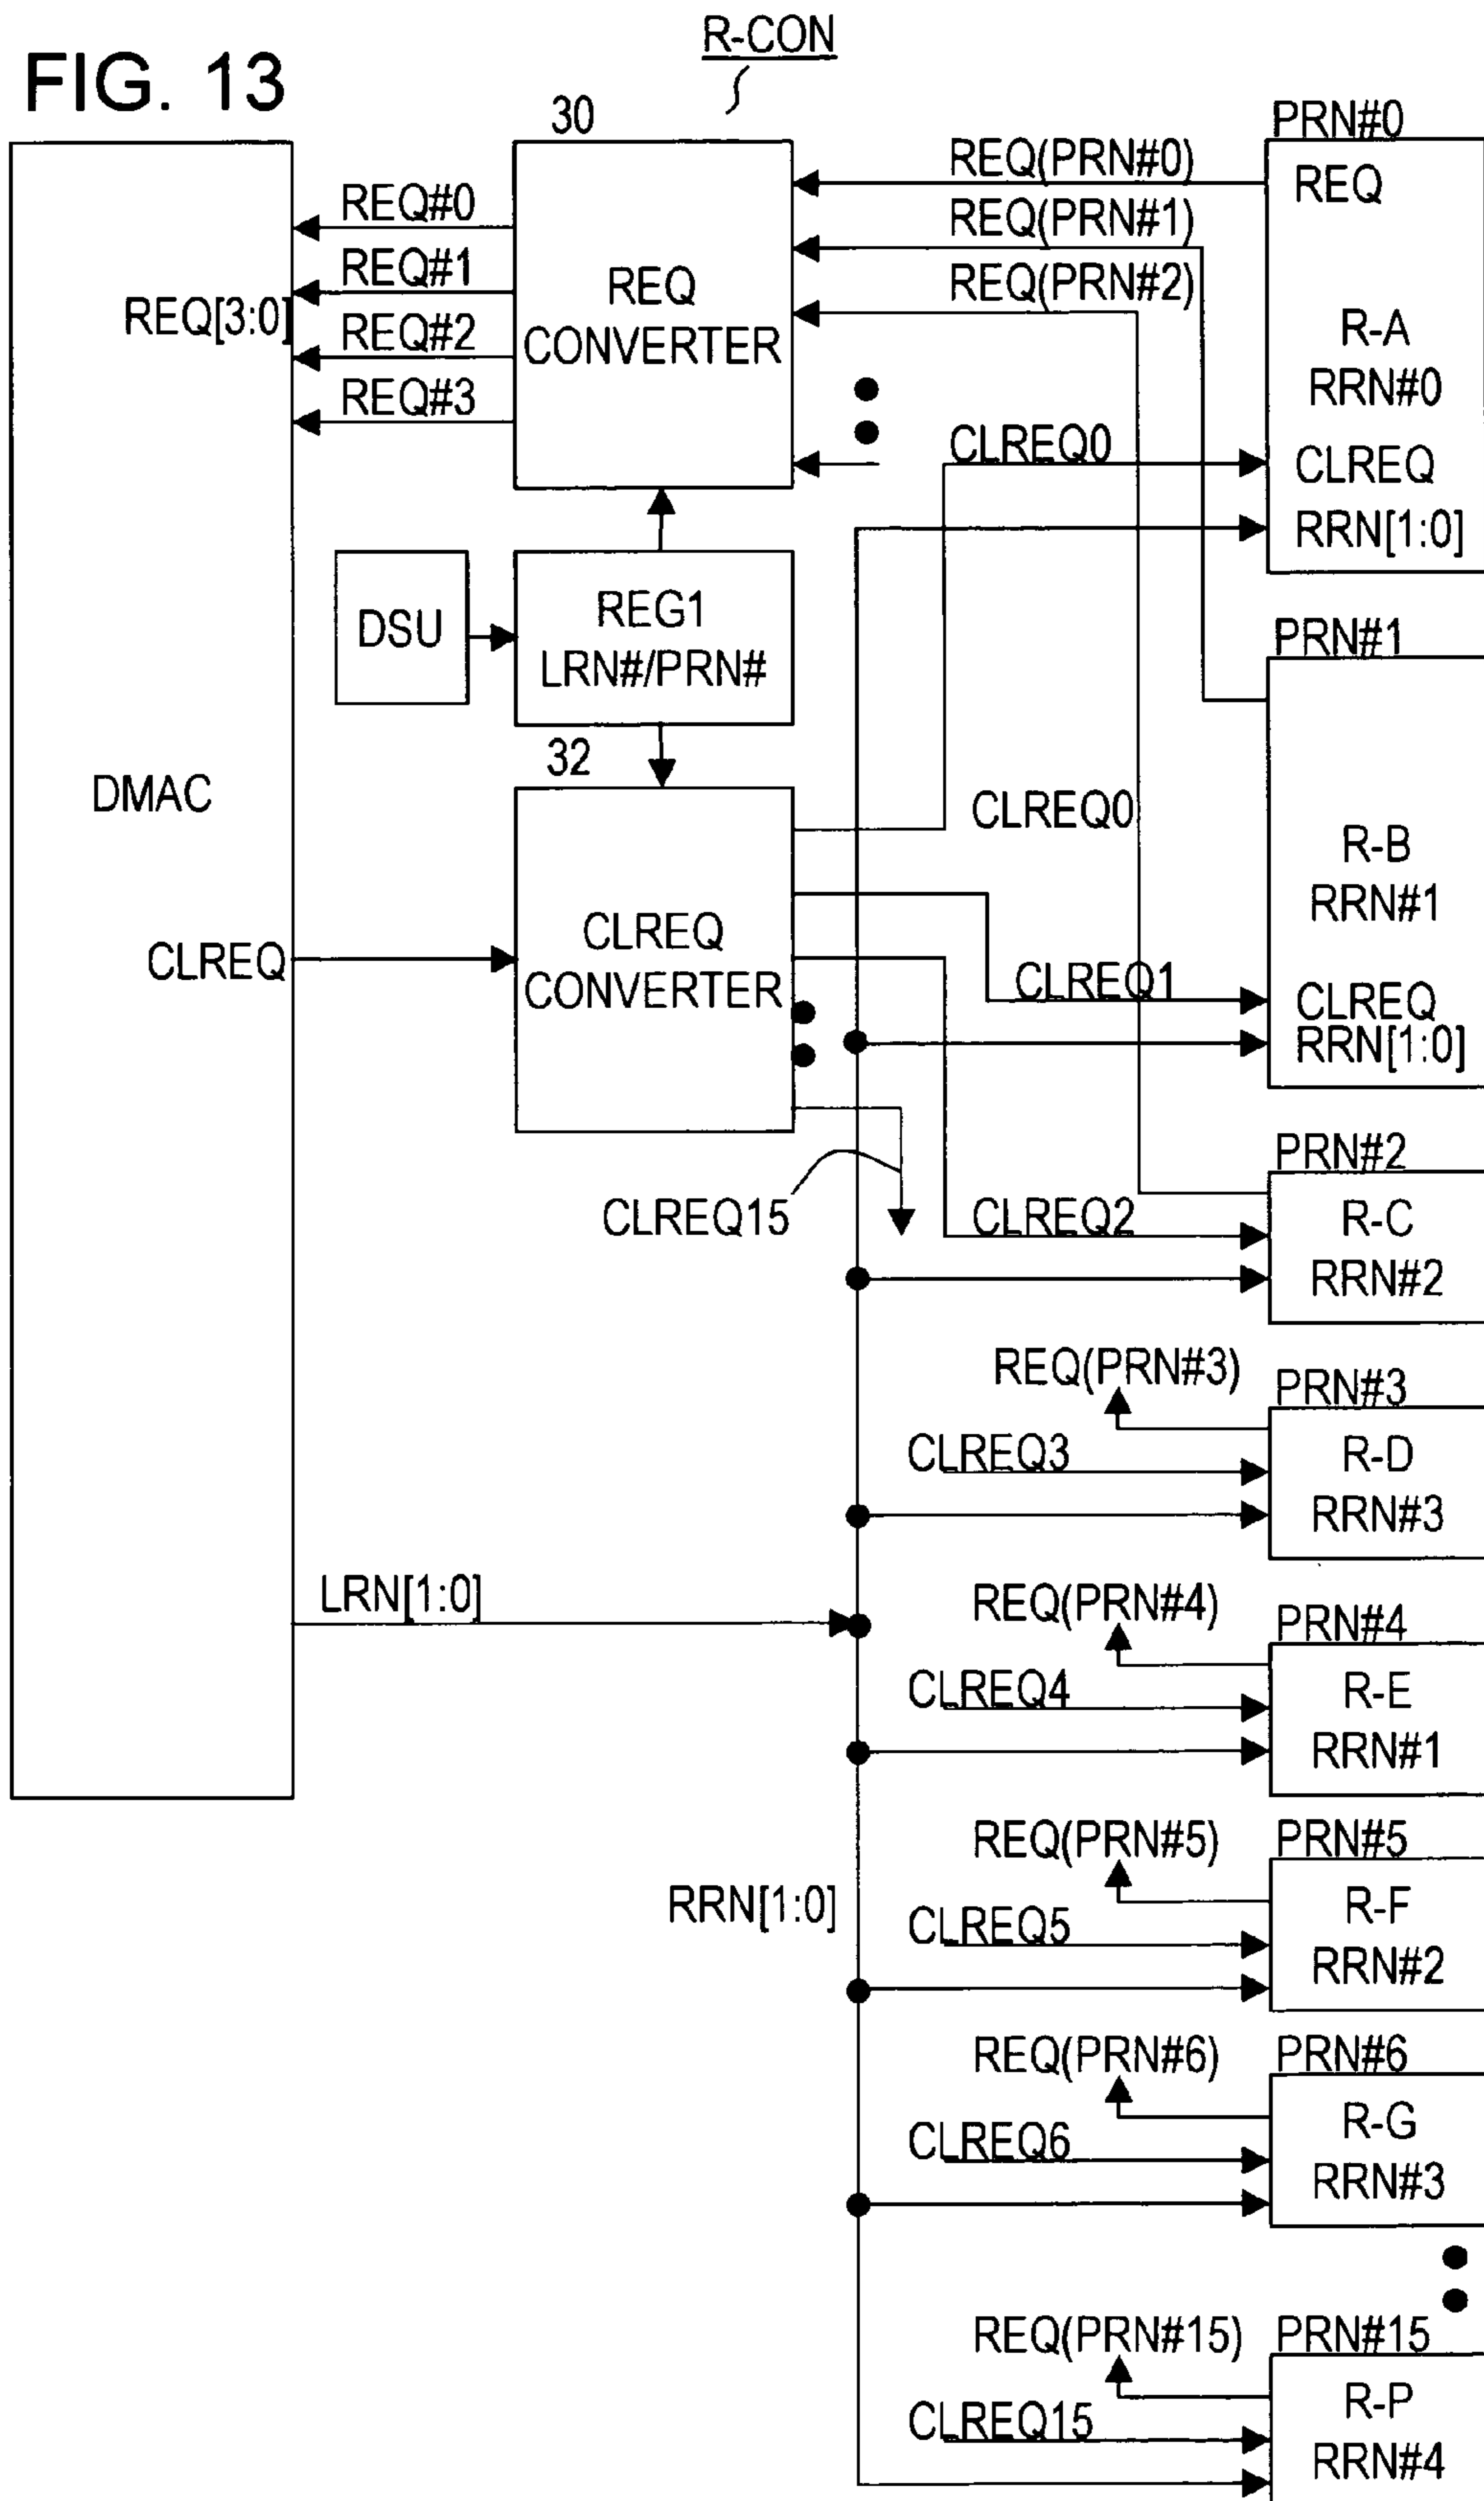 FIG. 13
R-CON
30
PRN#0
REQ(PRN#0)
REQ
REQ#0
REQ(PRN#1)
REQ#1
REQ
CONVERTER
REQ(PRN#2)
REQ[3:0]
REQ#2
R-A
RRN#0
REQ#3
CLREQ0
CLREQ
RRN[1:0]
DSU
REG1
LRN#/PRN#
PRN#1
32
DMAC
CLREQ0
R-B
RRN#1
CLREQ
CLREQ
CONVERTER
CLREQ1
CLREQ
RRN[1:0]
PRN#2
CLREQ15
CLREQ2
R-C
RRN#2
REQ(PRN#3)
PRN#3
CLREQ3
R-D
RRN#3
LRN[1:0]
REQ(PRN#4)
PRN#4
CLREQ4
R-E
RRN#1
REQ(PRN#5)
PRN#5
RRN[1:0]
CLREQ5
R-F
RRN#2
REQ(PRN#6)
PRN#6
CLREQ6
R-G
RRN#3
REQ(PRN#15)
PRN#15
CLREQ15
R-P
RRN#4